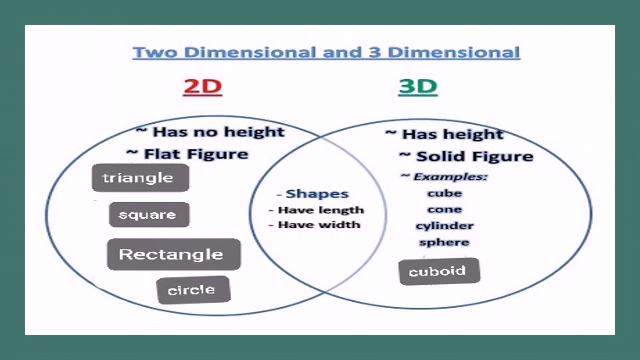 Two Dimensional and 3 Dimensional
2D
3D
~ Has no height
~ Flat Figure
triangle
square
Rectangle
circle
- Shapes
- Have length
- Have width
~ Has height
~ Solid Figure
~ Examples:
cube
cone
cylinder
sphere
cuboid